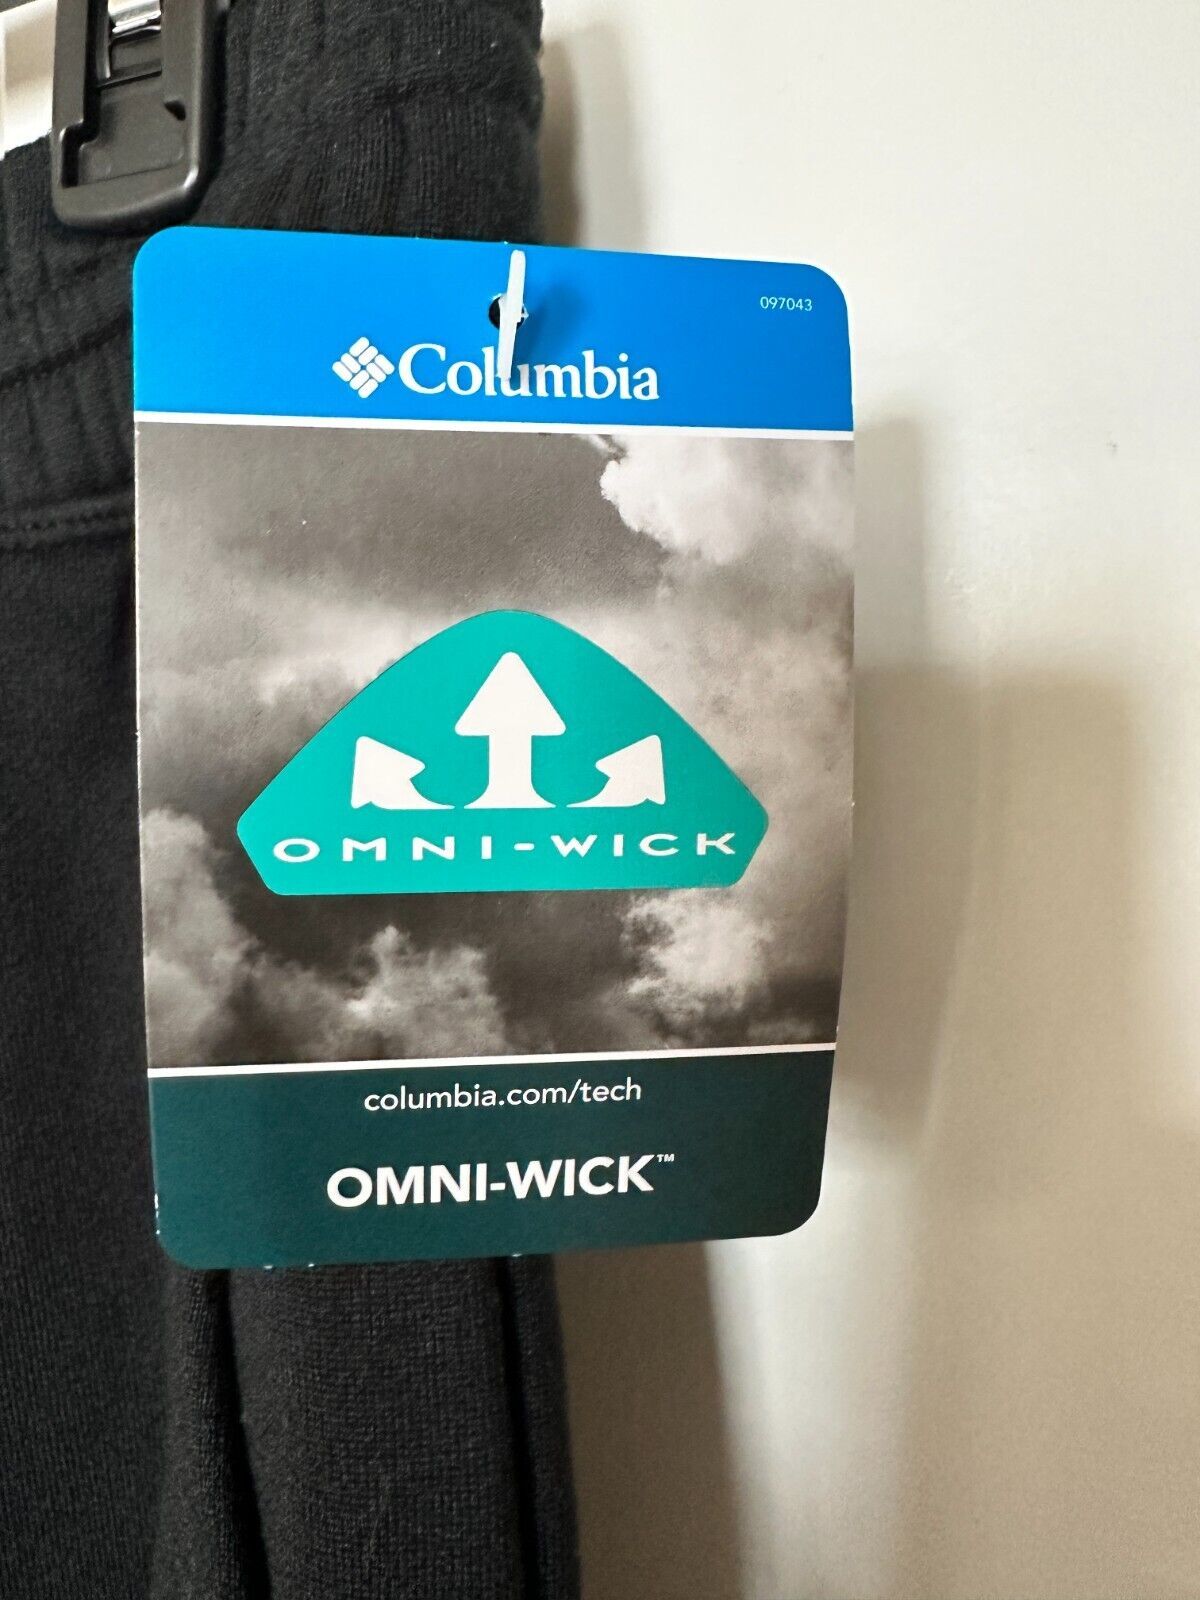 097043
Columbia
OMNI-WICK
columbia.com/tech
OMNI-WICK™